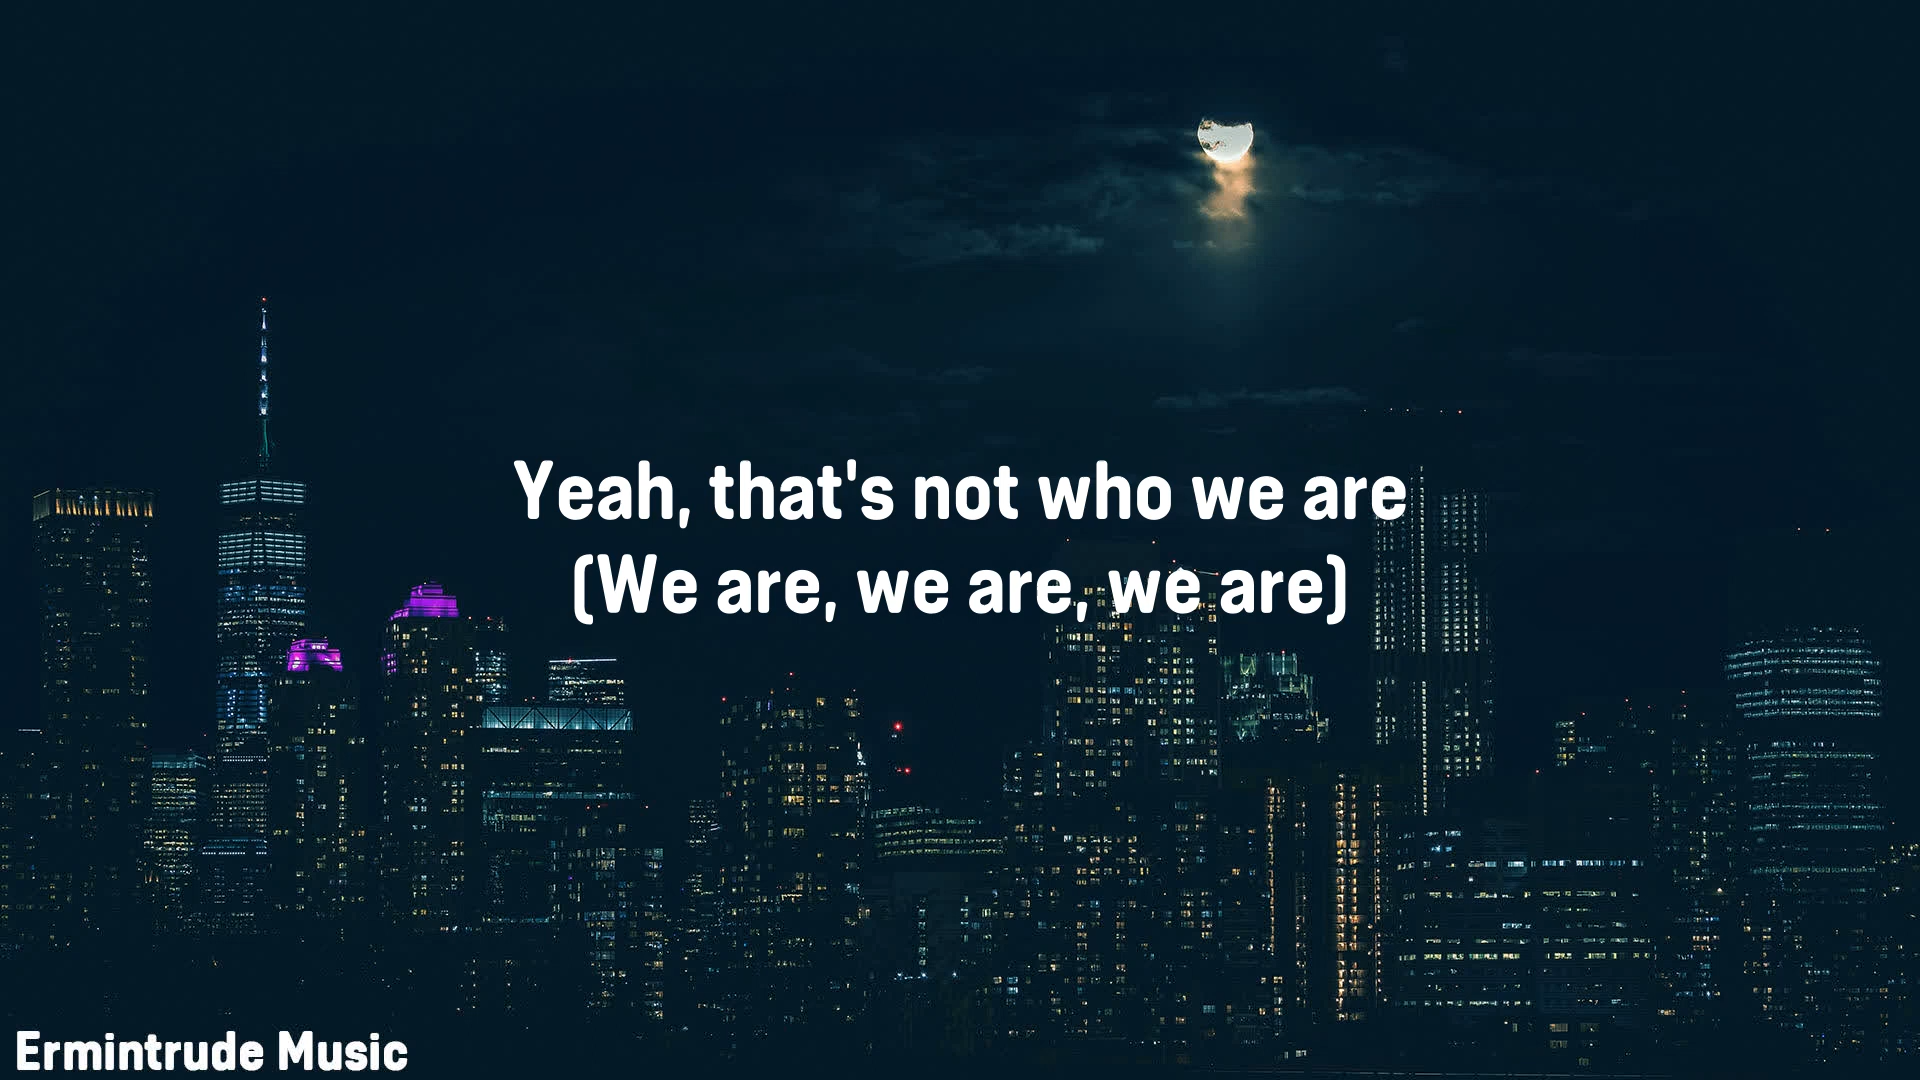 Yeah, that's not who we are
(We are, we are, we are)
Ermintrude Music